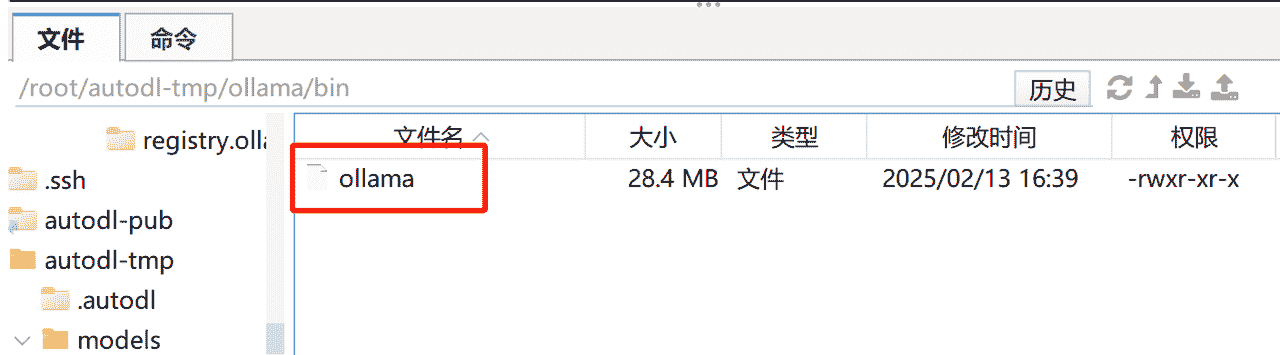 文件 命令
/root/autodl-tmp/ollama/bin 历史
文件名 大小 类型 修改时间 权限
ollama 28.4 MB 文件 2025/02/13 16:39 -rwxr-xr-x
registry.olla
.ssh
autodl-pub
autodl-tmp
.autodl
models